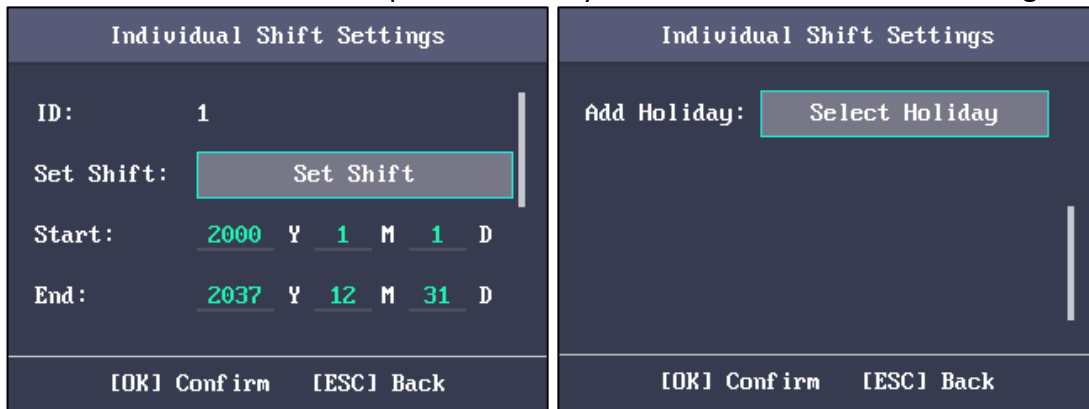 Individual Shift Settings
ID: 1
Set Shift: Set Shift
Start: 2000 Y 1 M 1 D
End: 2037 Y 12 M 31 D
[OK] Confirm [ESC] Back
Individual Shift Settings
Add Holiday: Select Holiday
[OK] Confirm [ESC] Back